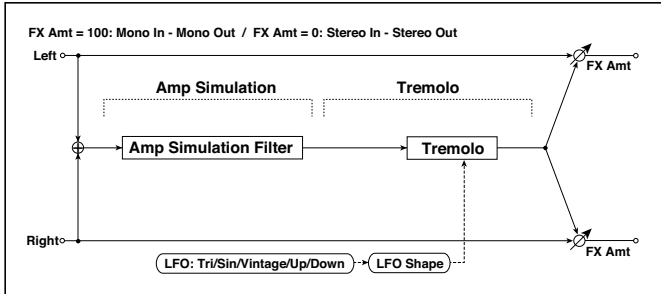 FX Amt = 100: Mono In - Mono Out / FX Amt = 0: Stereo In - Stereo Out
Left
FX Amt
Amp Simulation
Tremolo
Amp Simulation Filter
Tremolo
Right
FX Amt
LFO: Tri/Sin/Vintage/Up/Down
LFO Shape